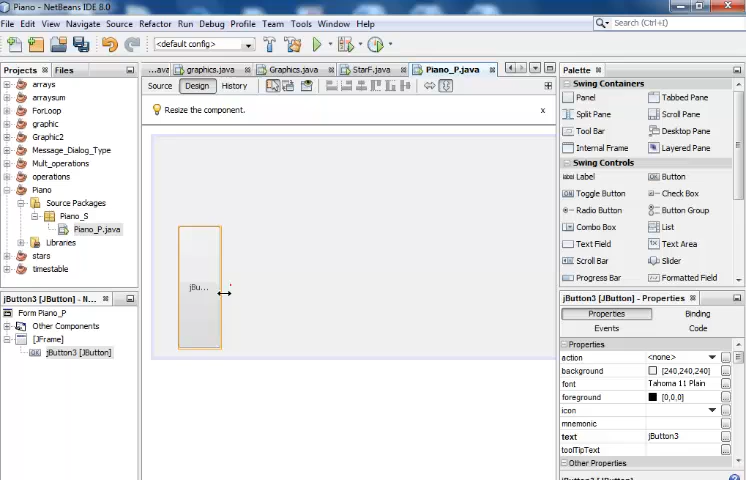 Piano - NetBeans IDE 8.0
File Edit View Navigate Source Refactor Run Debug Profile Team Tools Window Help
Search (Ctrl+I)
<default config>
Projects Files
...ava graphics.java Graphics.java StarF.java Piano_P.java
Palette
Source Design History
Resize the component. x
arrays
arraysum
ForLoop
graphic
Graphic2
Message_Dialog_Type
Mult_operations
operations
Piano
Source Packages
Piano_S
Piano_P.java
Libraries
stars
timestable
jBu...
Swing Containers
Panel Tabbed Pane
Split Pane Scroll Pane
Tool Bar Desktop Pane
Internal Frame Layered Pane
Swing Controls
Label Button
Toggle Button Check Box
Radio Button Button Group
Combo Box List
Text Field Text Area
Scroll Bar Slider
Progress Bar Formatted Field
jButton3 [JButton] - N...
Form Piano_P
Other Components
[JFrame]
jButton3 [JButton]
jButton3 [JButton] - Properties
Properties Binding
Events Code
Properties
action <none>
background [240,240,240]
font Tahoma 11 Plain
foreground [0,0,0]
icon
mnemonic
text jButton3
toolTipText
Other Properties